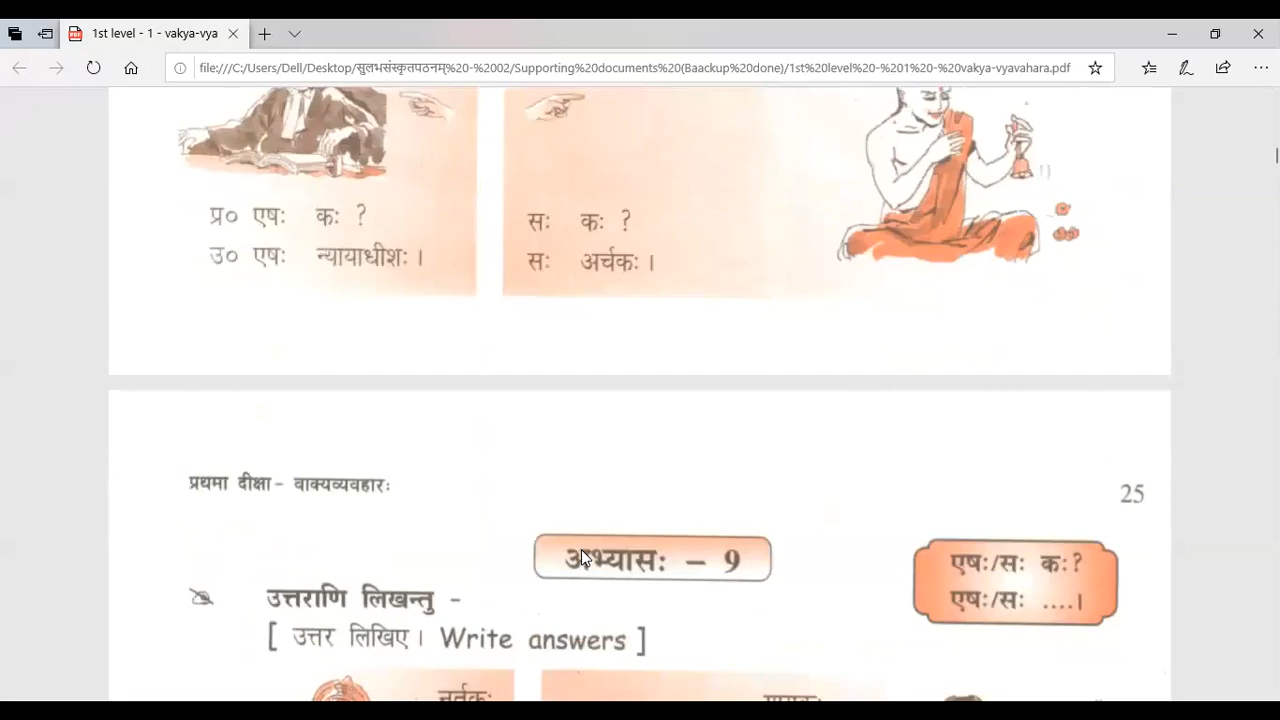 1st level - 1 - vakya-vya
file:///C:/Users/Dell/Desktop/सुलभसंस्कृतपठनम्%20-%2002/Supporting%20documents%20(Baackup%20done)/1st%20level%20-%201%20-%20vakya-vyavahara.pdf
प्र० एषः कः ?
उ० एषः न्यायाधीशः ।
सः कः ?
सः अर्चकः ।
प्रथमा दीक्षा - वाक्यव्यवहारः
25
अभ्यासः - 9
एषः/सः कः?
एषः/सः ....।
उत्तराणि लिखन्तु -
[ उत्तर लिखिए । Write answers ]
नर्तकः